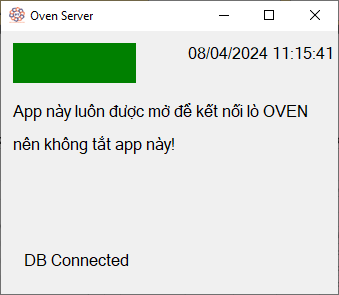 Oven Server
08/04/2024 11:15:41
App này luôn được mở để kết nối lò OVEN
nên không tắt app này!
DB Connected